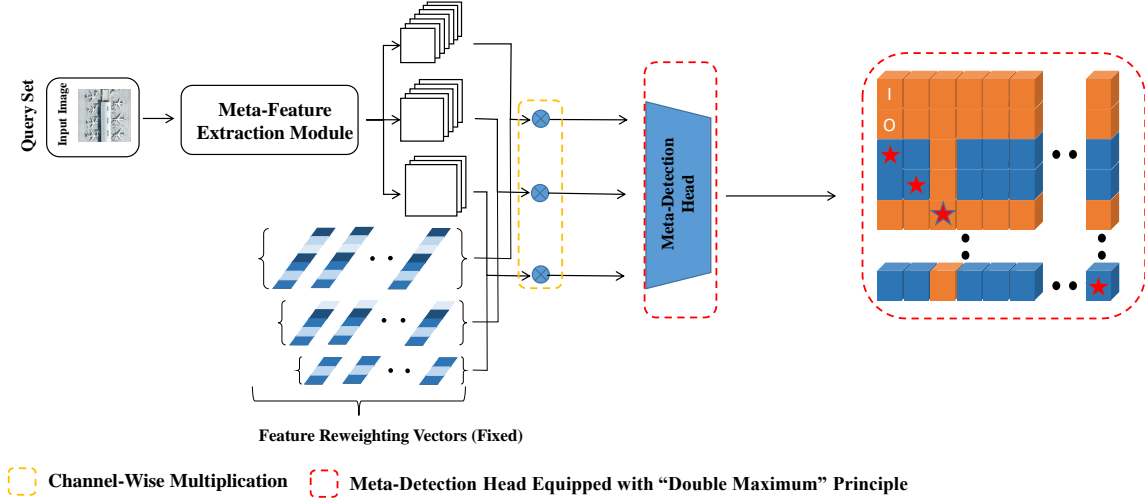 Query Set
Input Image
Meta-Feature
Extraction Module
Meta-Detection
Head
I
O
Feature Reweighting Vectors (Fixed)
Channel-Wise Multiplication
Meta-Detection Head Equipped with “Double Maximum” Principle